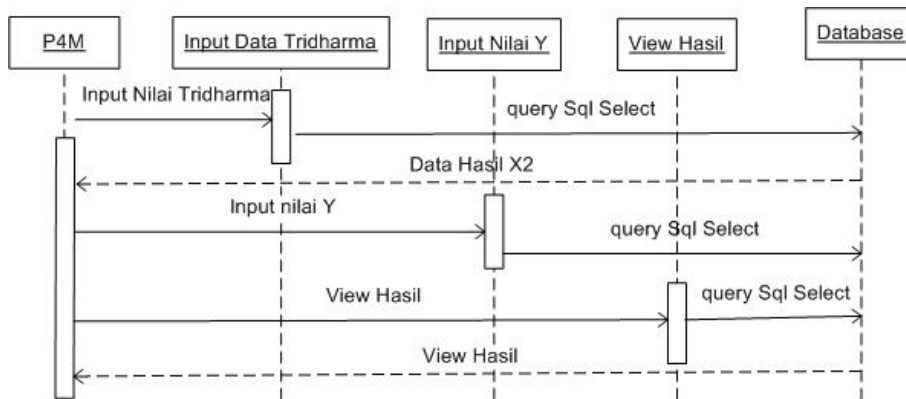 P4M
Input Data Tridharma
Input Nilai Y
View Hasil
Database
Input Nilai Tridharma
query Sql Select
Data Hasil X2
Input nilai Y
query Sql Select
View Hasil
query Sql Select
View Hasil